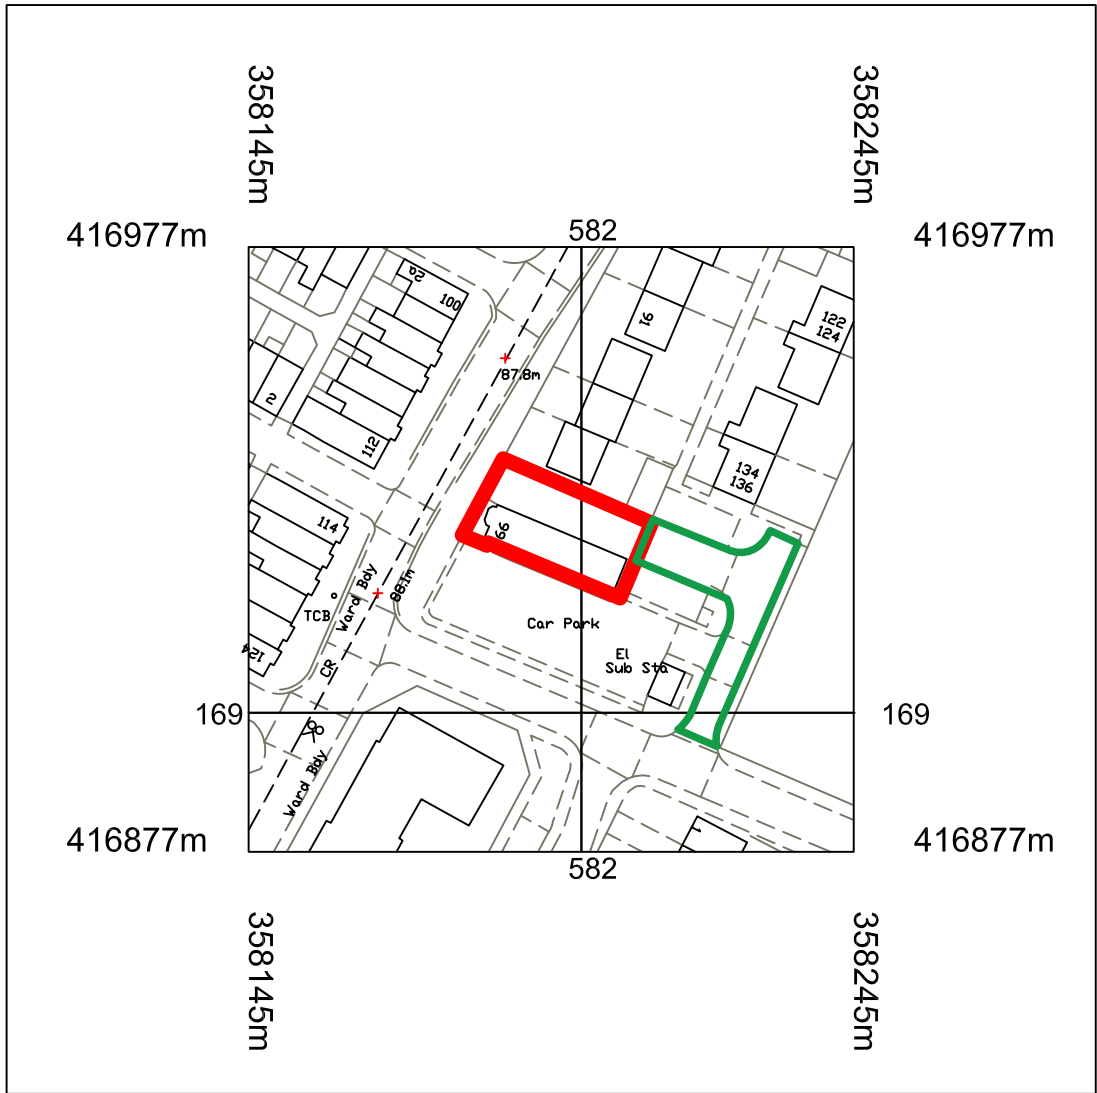 358145m
358245m
416977m
582
416977m
2a
100
87.8m
16
122
124
2
112
134
136
114
66
88.1m
Ward Bdy
TCB
Car Park
El
Sub Sta
124
CR
169
169
Ward Bdy
1
416877m
582
416877m
358145m
358245m